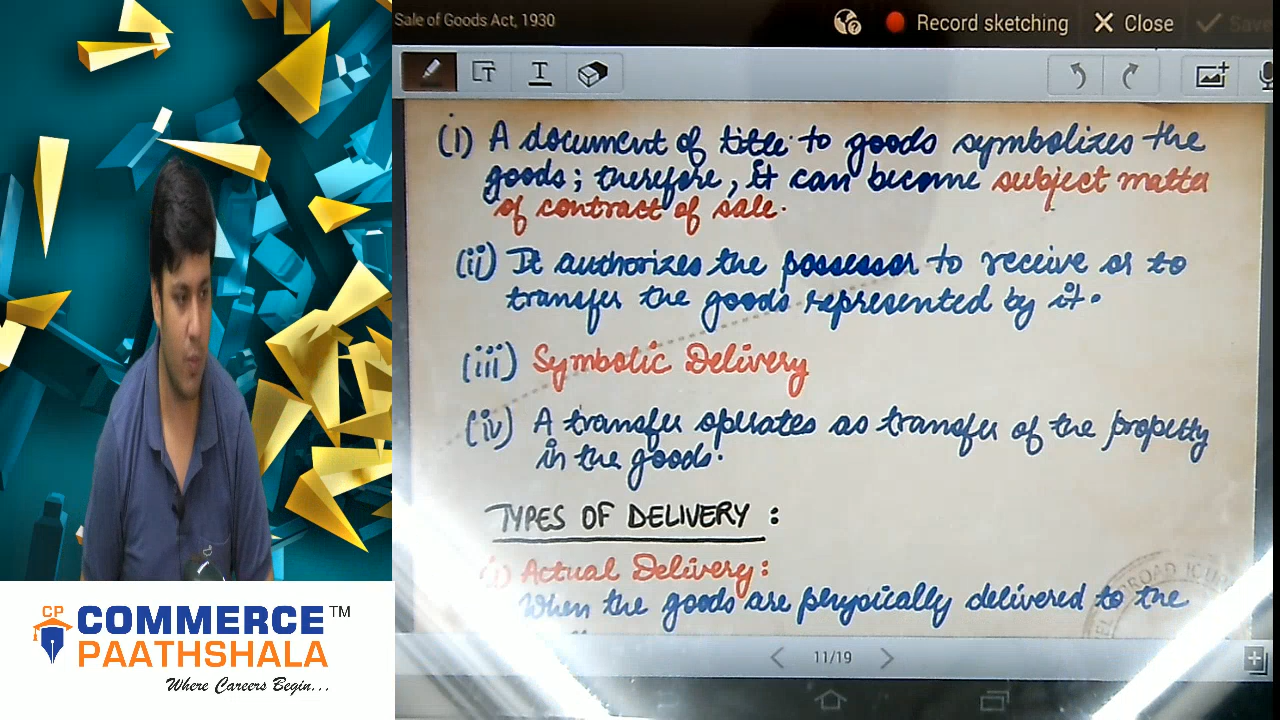 Sale of Goods Act, 1930
Record sketching
Close
Save
(i) A document of title to goods symbolizes the
goods; therefore, it can become subject matter
of contract of sale.
(ii) It authorizes the possessor to receive or to
transfer the goods represented by it.
(iii) Symbolic Delivery
(iv) A transfer operates as transfer of the property
in the goods.
TYPES OF DELIVERY :
(i) Actual Delivery:
When the goods are physically delivered to the
11/19
CP
COMMERCE TM
PAATHSHALA
Where Careers Begin...